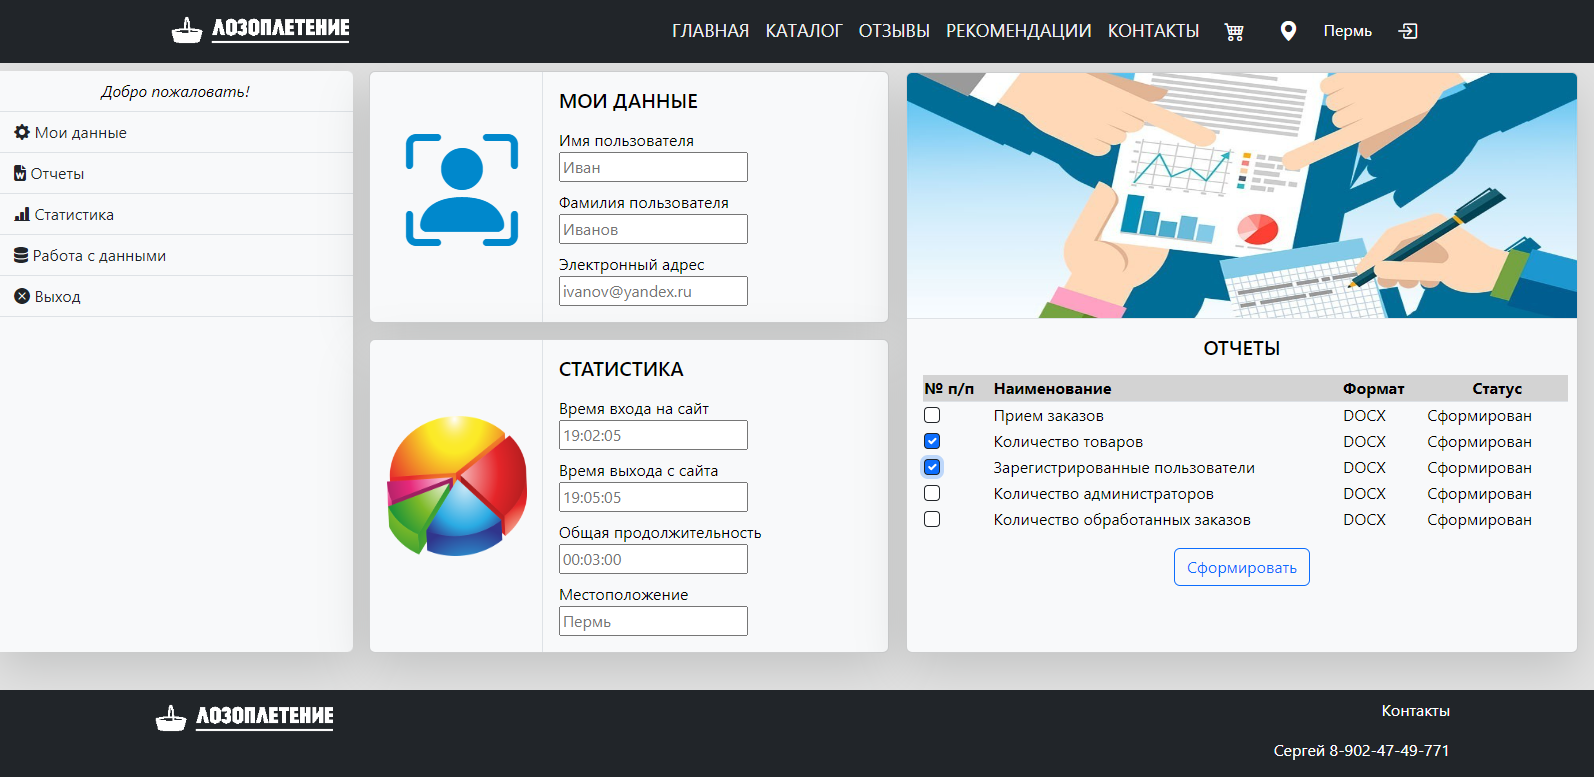 ЛОЗОПЛЕТЕНИЕ
ГЛАВНАЯ КАТАЛОГ ОТЗЫВЫ РЕКОМЕНДАЦИИ КОНТАКТЫ Пермь
Добро пожаловать!
Мои данные
Отчеты
Статистика
Работа с данными
Выход
МОИ ДАННЫЕ
Имя пользователя
Иван
Фамилия пользователя
Иванов
Электронный адрес
ivanov@yandex.ru
СТАТИСТИКА
Время входа на сайт
19:02:05
Время выхода с сайта
19:05:05
Общая продолжительность
00:03:00
Местоположение
Пермь
ОТЧЕТЫ
№ п/п Наименование Формат Статус
Прием заказов DOCX Сформирован
Количество товаров DOCX Сформирован
Зарегистрированные пользователи DOCX Сформирован
Количество администраторов DOCX Сформирован
Количество обработанных заказов DOCX Сформирован
Сформировать
ЛОЗОПЛЕТЕНИЕ
Контакты
Сергей 8-902-47-49-771